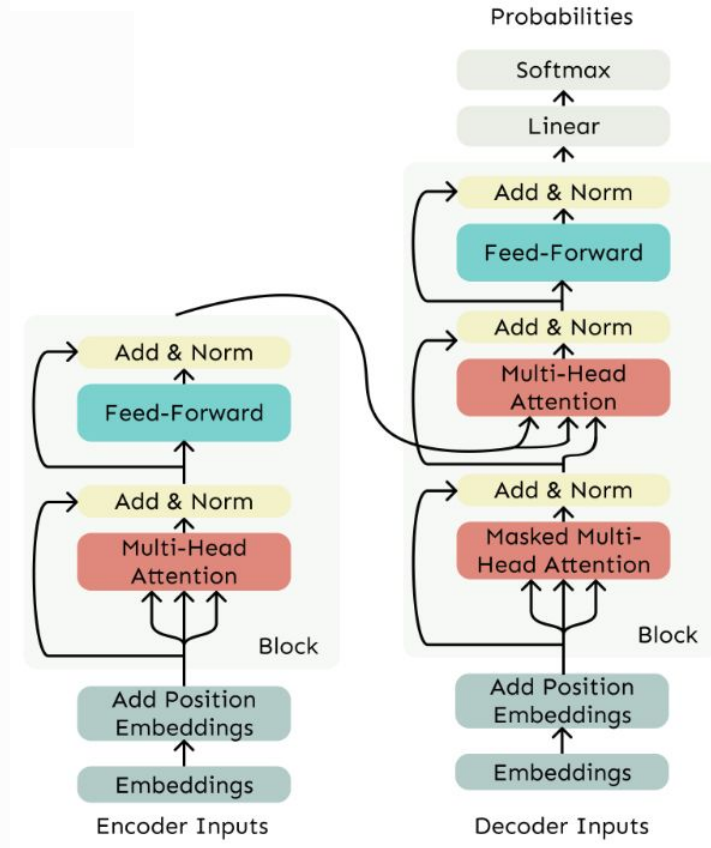 Probabilities
Softmax
Linear
Add & Norm
Feed-Forward
Add & Norm
Multi-Head
Attention
Add & Norm
Masked Multi-
Head Attention
Block
Add Position
Embeddings
Embeddings
Decoder Inputs
Add & Norm
Feed-Forward
Add & Norm
Multi-Head
Attention
Block
Add Position
Embeddings
Embeddings
Encoder Inputs